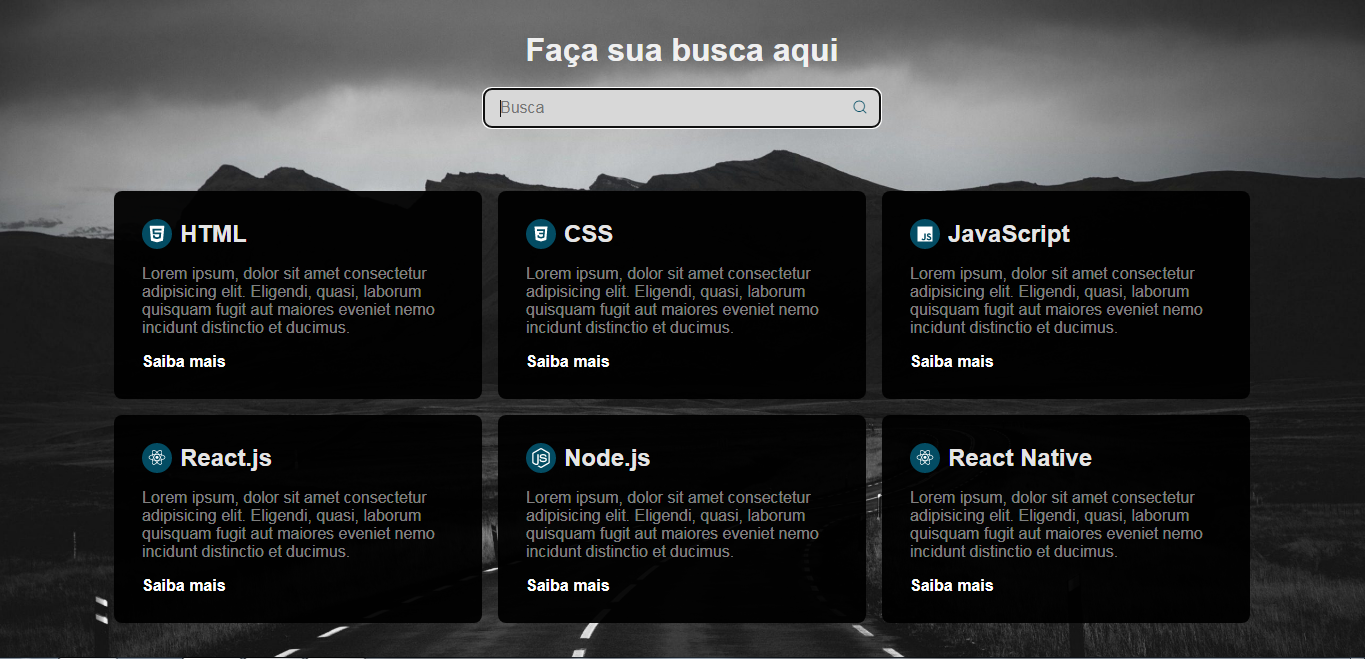 Faça sua busca aqui
Busca
HTML
Lorem ipsum, dolor sit amet consectetur
adipisicing elit. Eligendi, quasi, laborum
quisquam fugit aut maiores eveniet nemo
incidunt distinctio et ducimus.
Saiba mais
CSS
Lorem ipsum, dolor sit amet consectetur
adipisicing elit. Eligendi, quasi, laborum
quisquam fugit aut maiores eveniet nemo
incidunt distinctio et ducimus.
Saiba mais
JS
JavaScript
Lorem ipsum, dolor sit amet consectetur
adipisicing elit. Eligendi, quasi, laborum
quisquam fugit aut maiores eveniet nemo
incidunt distinctio et ducimus.
Saiba mais
React.js
Lorem ipsum, dolor sit amet consectetur
adipisicing elit. Eligendi, quasi, laborum
quisquam fugit aut maiores eveniet nemo
incidunt distinctio et ducimus.
Saiba mais
JS
Node.js
Lorem ipsum, dolor sit amet consectetur
adipisicing elit. Eligendi, quasi, laborum
quisquam fugit aut maiores eveniet nemo
incidunt distinctio et ducimus.
Saiba mais
React Native
Lorem ipsum, dolor sit amet consectetur
adipisicing elit. Eligendi, quasi, laborum
quisquam fugit aut maiores eveniet nemo
incidunt distinctio et ducimus.
Saiba mais